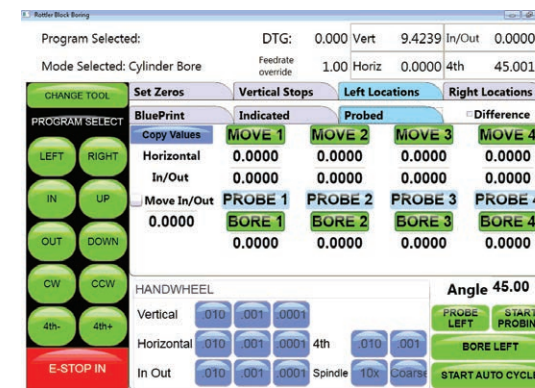 Rottler Block Boring
Program Selected: DTG: 0.000 Vert 9.4239 In/Out 0.0000
Mode Selected: Cylinder Bore Feedrate override 1.00 Horiz 0.0000 4th 45.001
CHANGE TOOL Set Zeros Vertical Stops Left Locations Right Locations
PROGRAM SELECT BluePrint Indicated Probed Difference
Copy Values MOVE 1 MOVE 2 MOVE 3 MOVE 4
LEFT RIGHT Horizontal 0.0000 0.0000 0.0000 0.0000
In/Out 0.0000 0.0000 0.0000 0.0000
IN UP Move In/Out PROBE 1 PROBE 2 PROBE 3 PROBE 4
0.0000 BORE 1 BORE 2 BORE 3 BORE 4
OUT DOWN 0.0000 0.0000 0.0000 0.0000
CW CCW HANDWHEEL Angle 45.00
4th- 4th+ Vertical .010 .001 .0001 PROBE LEFT START PROBIN
Horizontal .010 .001 .0001 4th .010 .001 BORE LEFT
E-STOP IN In Out .010 .001 .0001 Spindle 10x Coarse START AUTO CYCLE